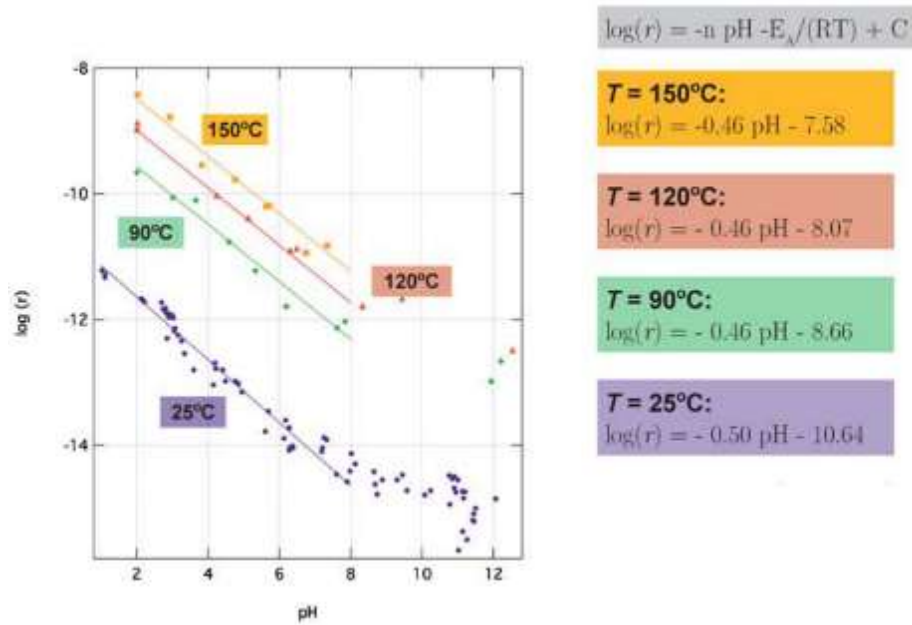 log(r) = -n pH -E_A/(RT) + C
-8
-10
-12
-14
log (r)
150°C
90°C
120°C
25°C
2
4
6
8
10
12
pH
T = 150°C:
log(r) = -0.46 pH - 7.58
T = 120°C:
log(r) = - 0.46 pH - 8.07
T = 90°C:
log(r) = - 0.46 pH - 8.66
T = 25°C:
log(r) = - 0.50 pH - 10.64